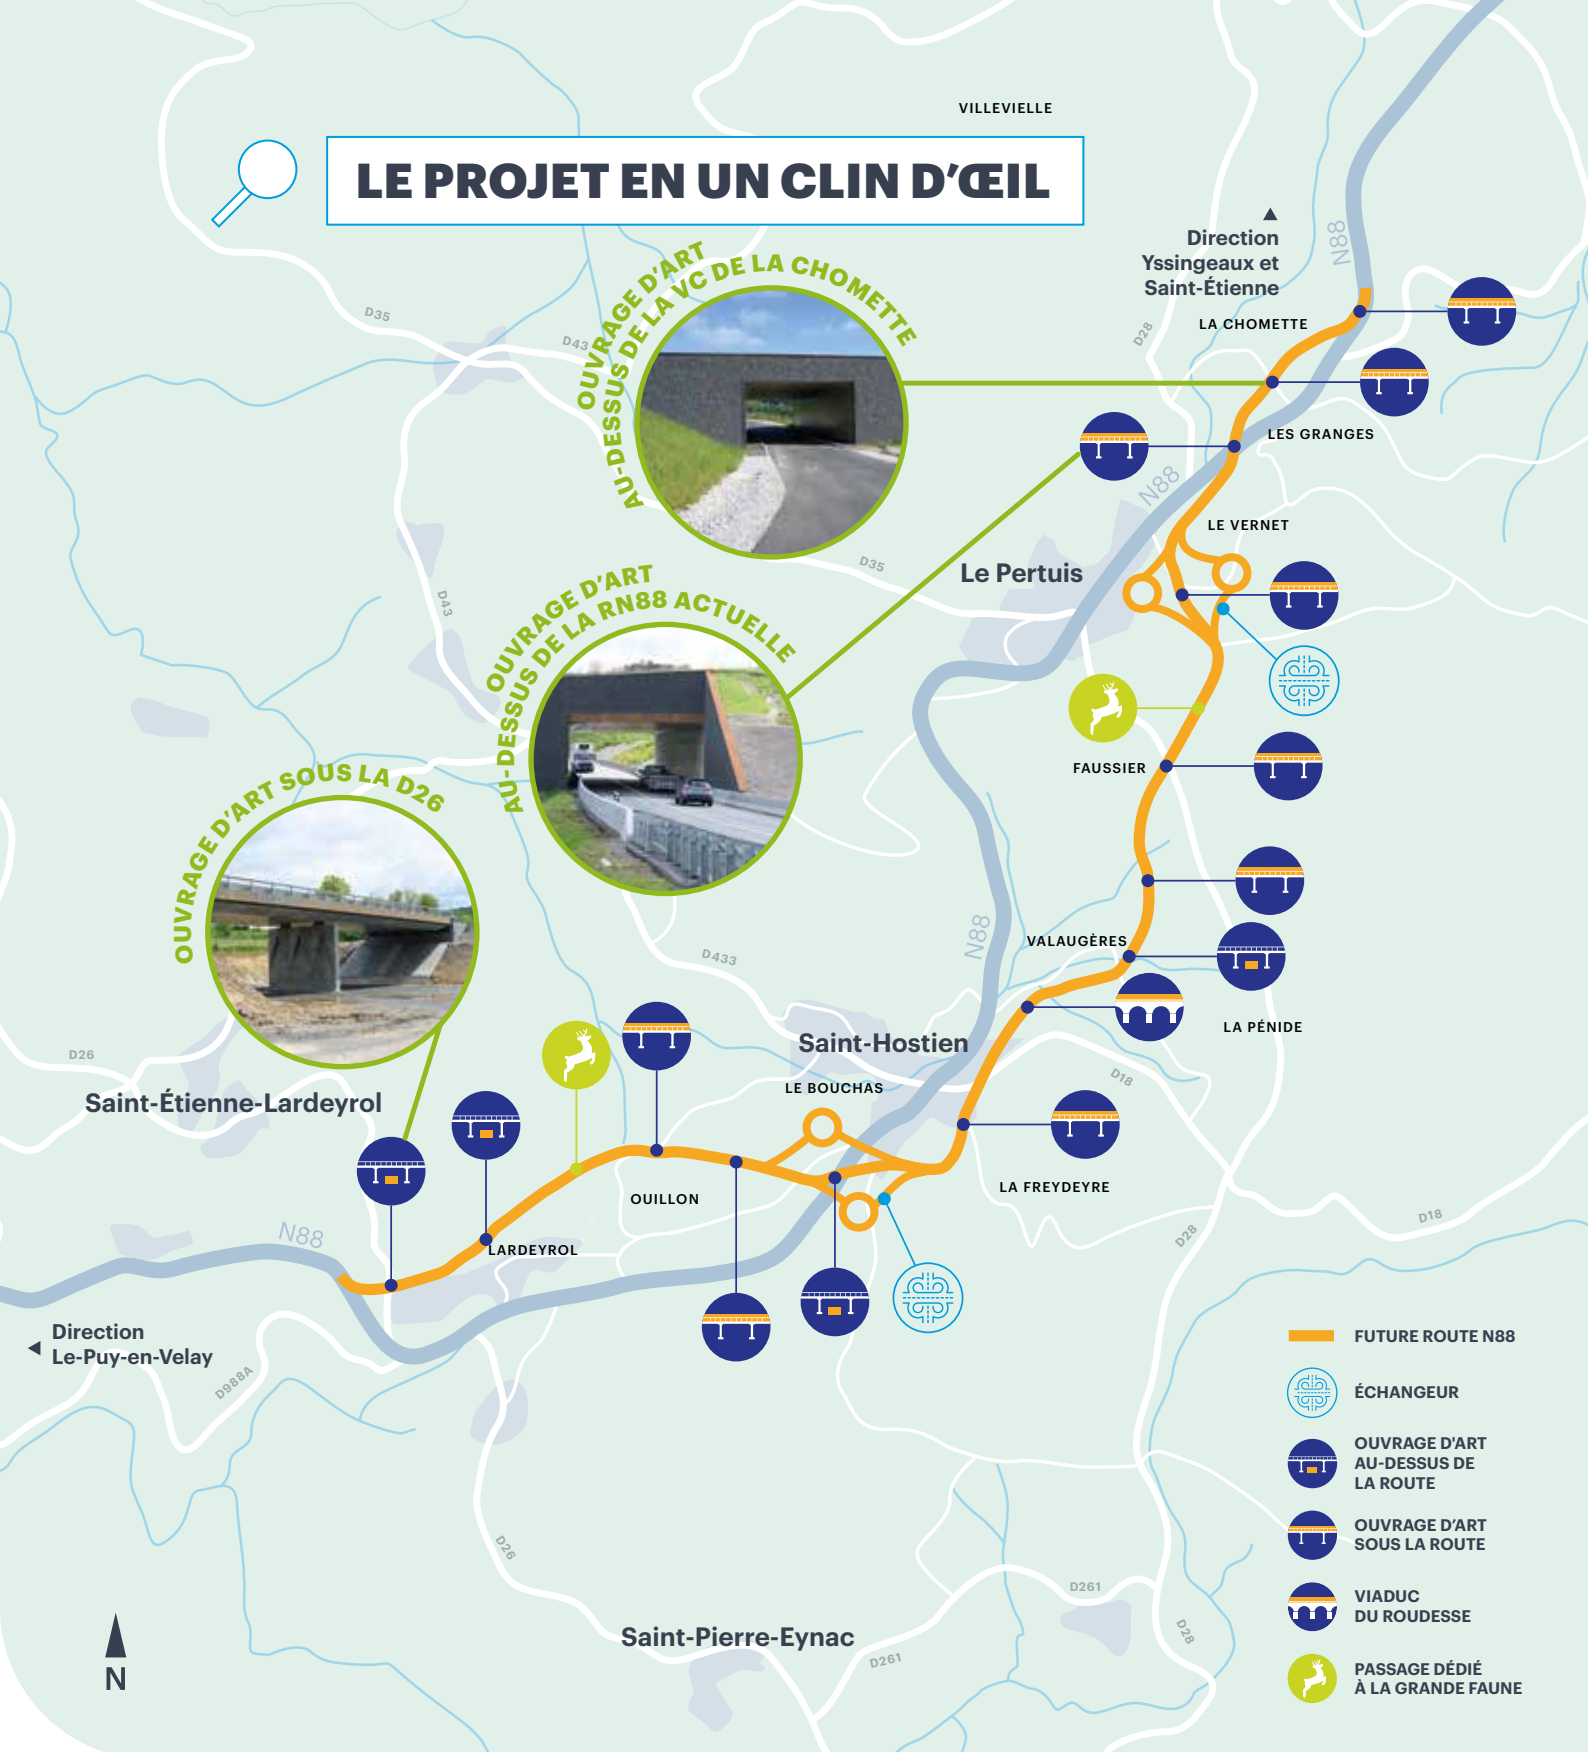 VILLEVIELLE
LE PROJET EN UN CLIN D'ŒIL
Direction
Yssingeaux et
Saint-Étienne
N88
OUVRAGE D'ART
AU-DESSUS DE LA VC DE LA CHOMETTE
D35
D43
D28
LA CHOMETTE
LES GRANGES
N88
LE VERNET
D35
Le Pertuis
D43
OUVRAGE D'ART
AU-DESSUS DE LA RN88 ACTUELLE
FAUSSIER
OUVRAGE D'ART SOUS LA D26
N88
VALAUGÈRES
D433
LA PÉNIDE
Saint-Hostien
D26
D18
LE BOUCHAS
Saint-Étienne-Lardeyrol
LA FREYDEYRE
OUILLON
D18
D28
N88
LARDEYROL
Direction
Le-Puy-en-Velay
D988A
FUTURE ROUTE N88
ÉCHANGEUR
OUVRAGE D'ART
AU-DESSUS DE
LA ROUTE
OUVRAGE D'ART
SOUS LA ROUTE
D26
D261
VIADUC
DU ROUDESSE
D28
Saint-Pierre-Eynac
D261
N
PASSAGE DÉDIÉ
À LA GRANDE FAUNE